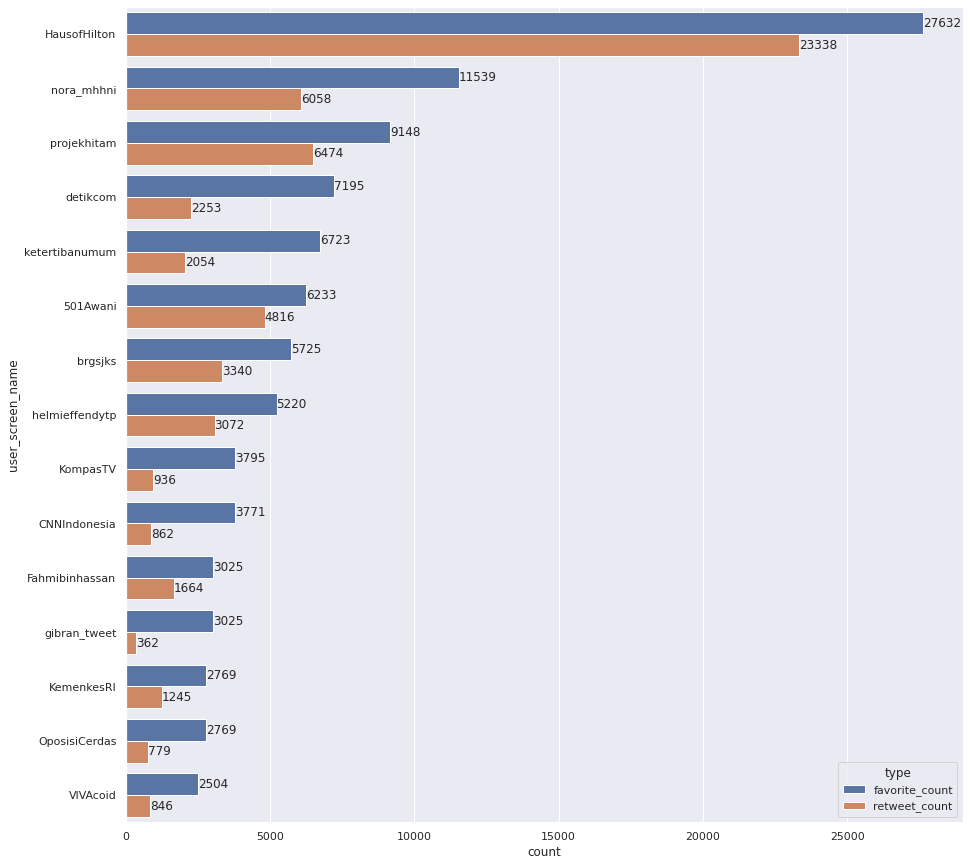 HausofHilton
27632
23338
nora_mhhni
11539
6058
projekhitam
9148
6474
detikcom
7195
2253
ketertibanumum
6723
2054
501Awani
6233
4816
brgsjks
5725
3340
helmieffendytp
5220
3072
KompasTV
3795
936
CNNIndonesia
3771
862
Fahmibinhassan
3025
1664
gibran_tweet
3025
362
KemenkesRI
2769
1245
OposisiCerdas
2769
779
VIVAcoid
2504
846
user_screen_name
type
favorite_count
retweet_count
0 5000 10000 15000 20000 25000
count